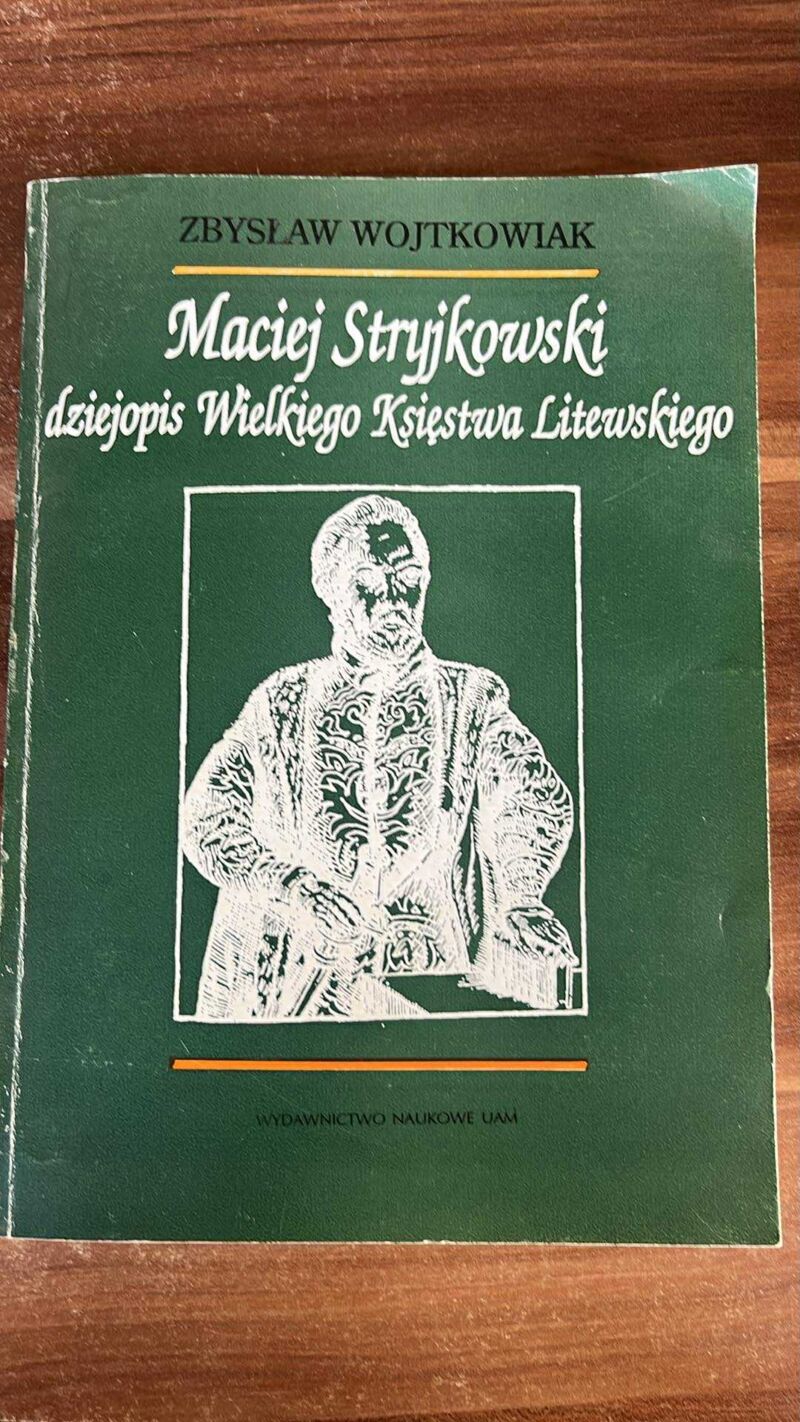 ZBYSŁAW WOJTKOWIAK
Maciej Stryjkowski
dziejopis Wielkiego Księstwa Litewskiego
WYDAWNICTWO NAUKOWE UAM